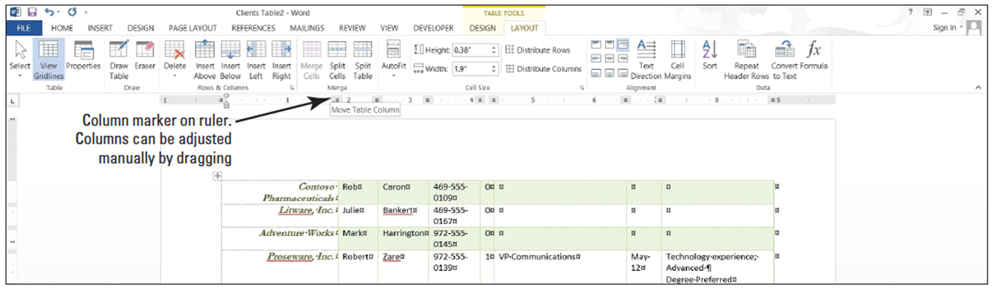 Clients Table2 - Word
TABLE TOOLS
?
FILE HOME INSERT DESIGN PAGE LAYOUT REFERENCES MAILINGS REVIEW VIEW DEVELOPER DESIGN LAYOUT Sign in
Select View Gridlines Properties Draw Table Eraser Delete Insert Above Insert Below Insert Left Insert Right Merge Cells Split Cells Split Table AutoFit Height: 0.38" Width: 1.9" Distribute Rows Distribute Columns Text Direction Cell Margins Sort Repeat Header Rows Convert to Text Formula
Table Draw Rows & Columns Merge Cell Size Alignment Data
L 1 1 2 3 4 5 6 7 8 9
Move Table Column
Column marker on ruler.
Columns can be adjusted
manually by dragging
Contoso· Rob¤ Caron¤ 469-555- 0¤ ¤ ¤ ¤ ¤
Pharmaceuticals¤ 0109¤
Litware,·Inc.¤ Julie¤ Bankert¤ 469-555- 0¤ ¤ ¤ ¤ ¤
0167¤
Adventure·Works¤ Mark¤ Harrington¤ 972-555- 0¤ ¤ ¤ ¤ ¤
0145¤
Proseware,·Inc.¤ Robert¤ Zare¤ 972-555- 1¤ VP·Communications¤ May· Technology·experience;· ¤
0139¤ 12¤ Advanced·¶
Degree·Preferred¤